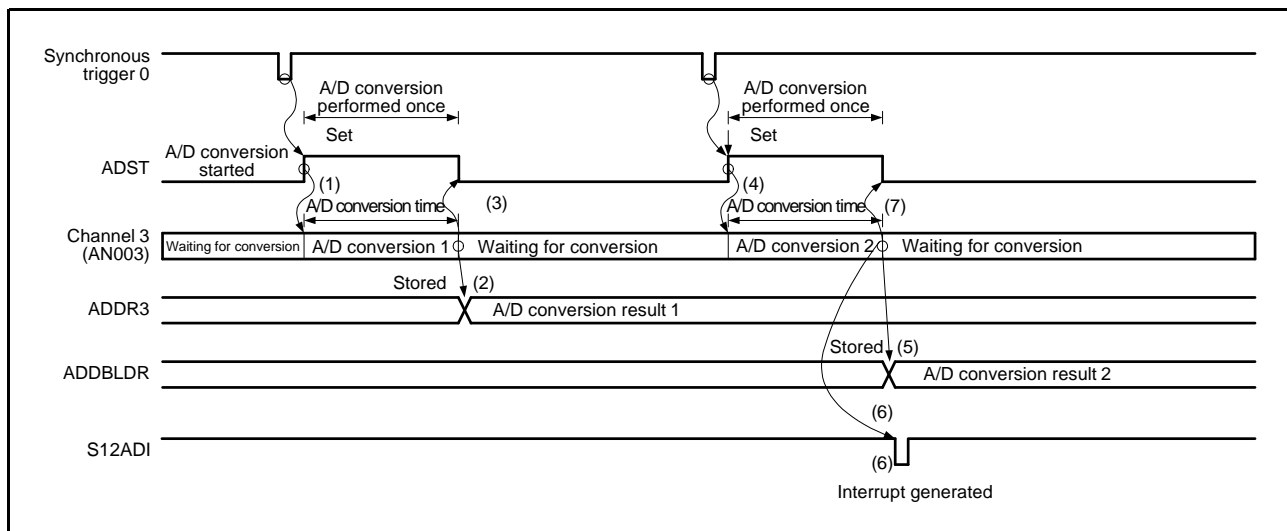 Synchronous
trigger 0
A/D conversion
performed once
A/D conversion
performed once
Set
Set
ADST
A/D conversion
started
(1)
(3)
(4)
(7)
A/D conversion time
A/D conversion time
Channel 3
(AN003)
Waiting for conversion
A/D conversion 1
Waiting for conversion
A/D conversion 2
Waiting for conversion
Stored
(2)
ADDR3
A/D conversion result 1
Stored
(5)
ADDBLDR
A/D conversion result 2
(6)
S12ADI
(6)
Interrupt generated